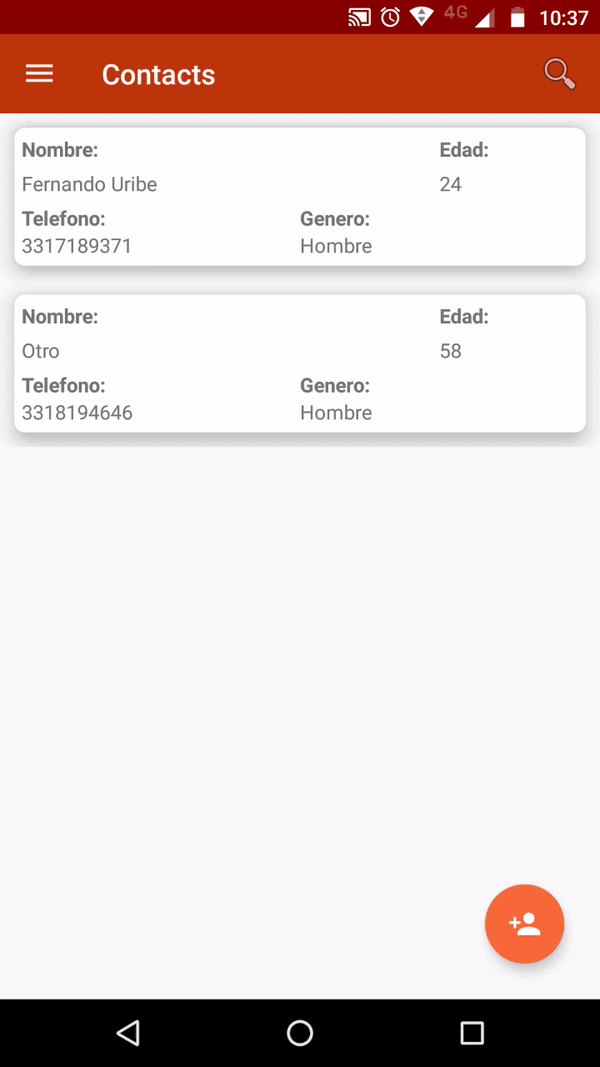 4G 10:37
Contacts
Nombre: Edad:
Fernando Uribe 24
Telefono: Genero:
3317189371 Hombre
Nombre: Edad:
Otro 58
Telefono: Genero:
3318194646 Hombre